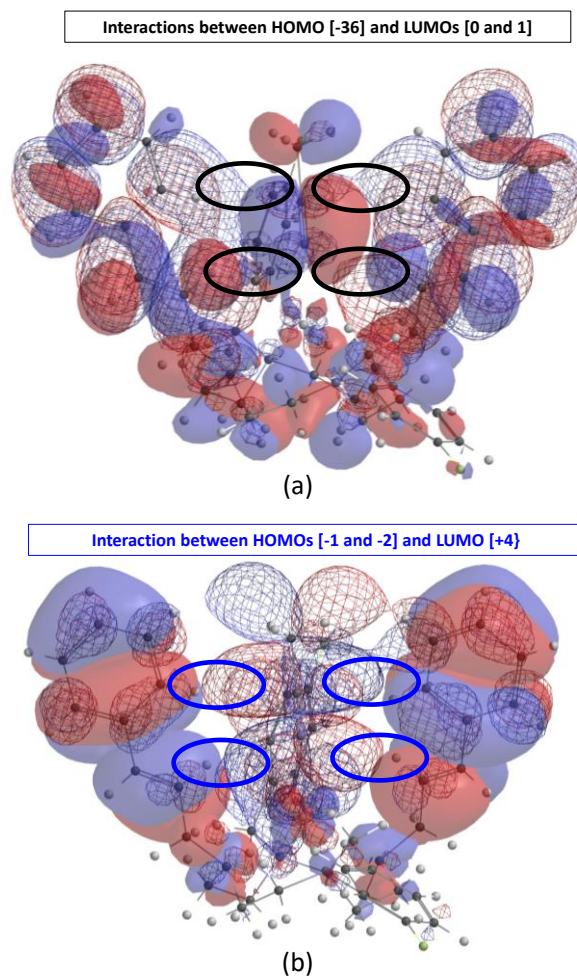 Interactions between HOMO [-36] and LUMOs [0 and 1]
(a)
Interaction between HOMOs [-1 and -2] and LUMO [+4}
(b)